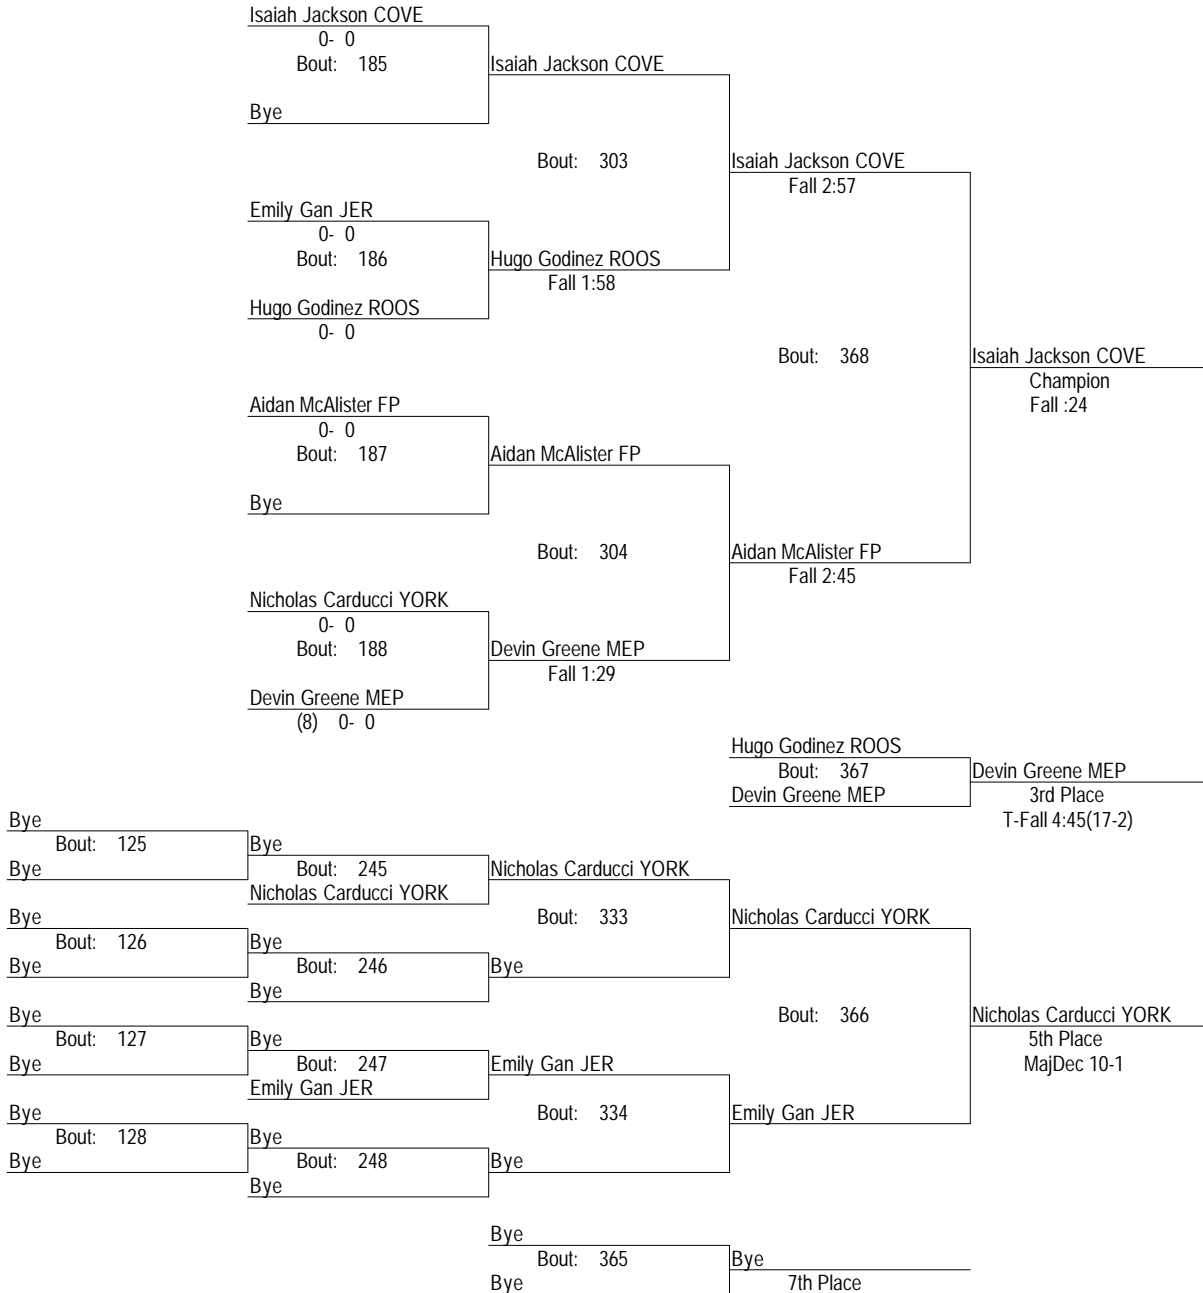 Isaiah Jackson COVE
0- 0
Bout: 185
Isaiah Jackson COVE
Bye
Bout: 303
Isaiah Jackson COVE
Fall 2:57
Emily Gan JER
0- 0
Bout: 186
Hugo Godinez ROOS
Fall 1:58
Hugo Godinez ROOS
0- 0
Bout: 368
Isaiah Jackson COVE
Champion
Fall :24
Aidan McAlister FP
0- 0
Bout: 187
Aidan McAlister FP
Bye
Bout: 304
Aidan McAlister FP
Fall 2:45
Nicholas Carducci YORK
0- 0
Bout: 188
Devin Greene MEP
Fall 1:29
Devin Greene MEP
(8) 0- 0
Hugo Godinez ROOS
Bout: 367
Devin Greene MEP
Devin Greene MEP
3rd Place
T-Fall 4:45(17-2)
Bye
Bout: 125
Bye
Bye
Bout: 245
Nicholas Carducci YORK
Nicholas Carducci YORK
Bye
Bout: 126
Bye
Bye
Bout: 246
Bye
Bye
Bout: 333
Nicholas Carducci YORK
Bye
Bout: 127
Bye
Bye
Bout: 247
Emily Gan JER
Emily Gan JER
Bye
Bout: 128
Bye
Bye
Bout: 248
Bye
Bye
Bout: 334
Emily Gan JER
Bout: 366
Nicholas Carducci YORK
5th Place
MajDec 10-1
Bye
Bout: 365
Bye
Bye
7th Place